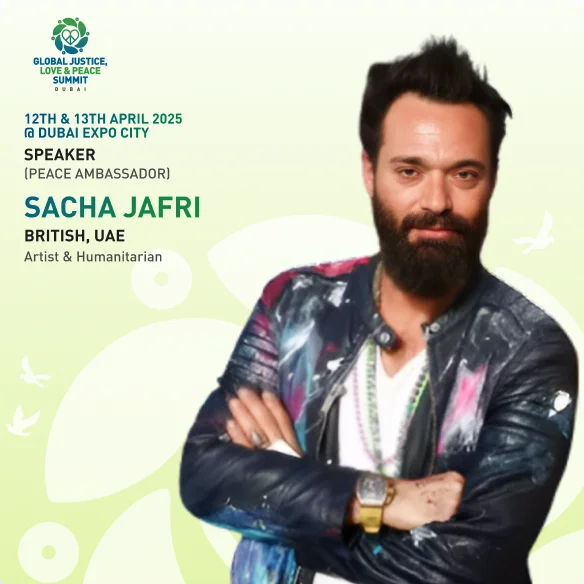 GLOBAL JUSTICE,
LOVE & PEACE
SUMMIT
DUBAI
12TH & 13TH APRIL 2025
@ DUBAI EXPO CITY
SPEAKER
(PEACE AMBASSADOR)
SACHA JAFRI
BRITISH, UAE
Artist & Humanitarian